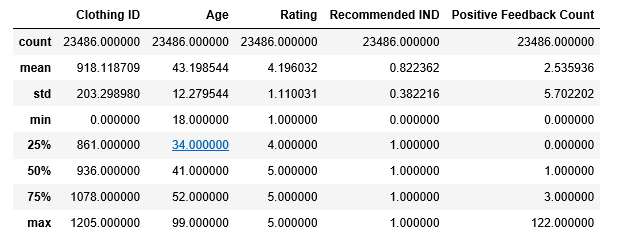 Clothing ID Age Rating Recommended IND Positive Feedback Count
count 23486.000000 23486.000000 23486.000000 23486.000000 23486.000000
mean 918.118709 43.198544 4.196032 0.822362 2.535936
std 203.298980 12.279544 1.110031 0.382216 5.702202
min 0.000000 18.000000 1.000000 0.000000 0.000000
25% 861.000000 34.000000 4.000000 1.000000 0.000000
50% 936.000000 41.000000 5.000000 1.000000 1.000000
75% 1078.000000 52.000000 5.000000 1.000000 3.000000
max 1205.000000 99.000000 5.000000 1.000000 122.000000